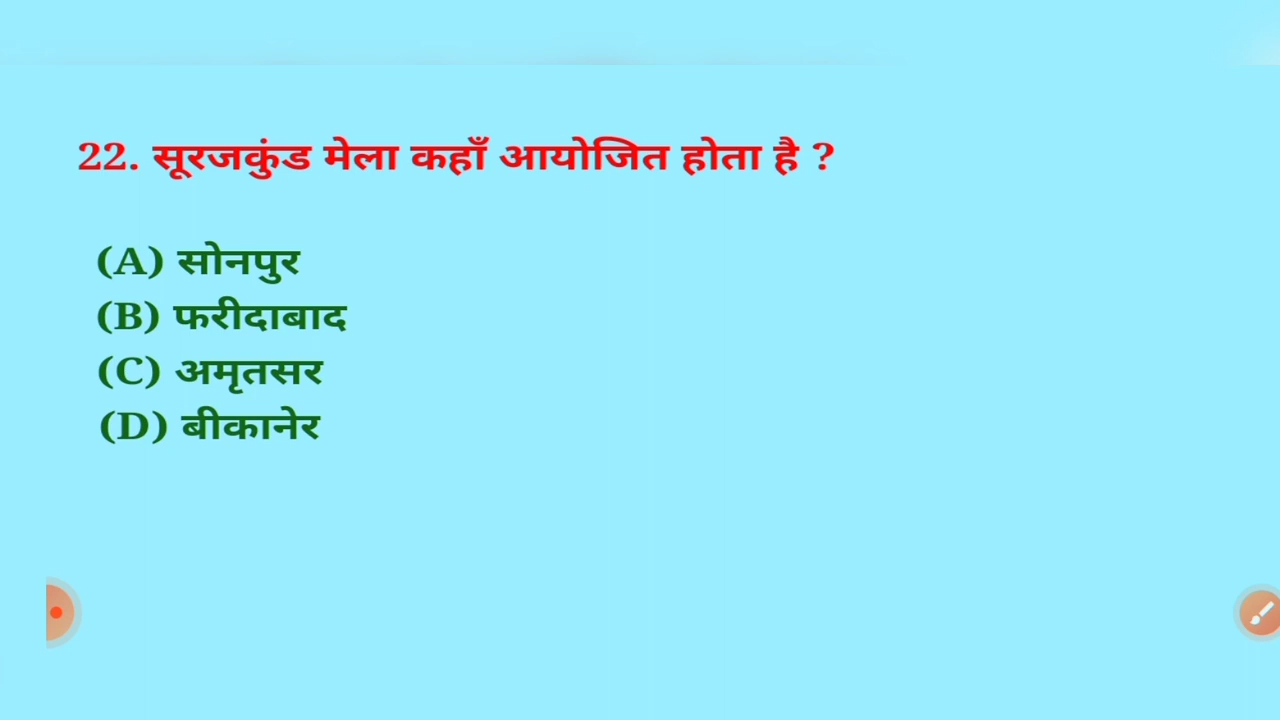 22. सूरजकुंड मेला कहाँ आयोजित होता है ?
(A) सोनपुर
(B) फरीदाबाद
(C) अमृतसर
(D) बीकानेर